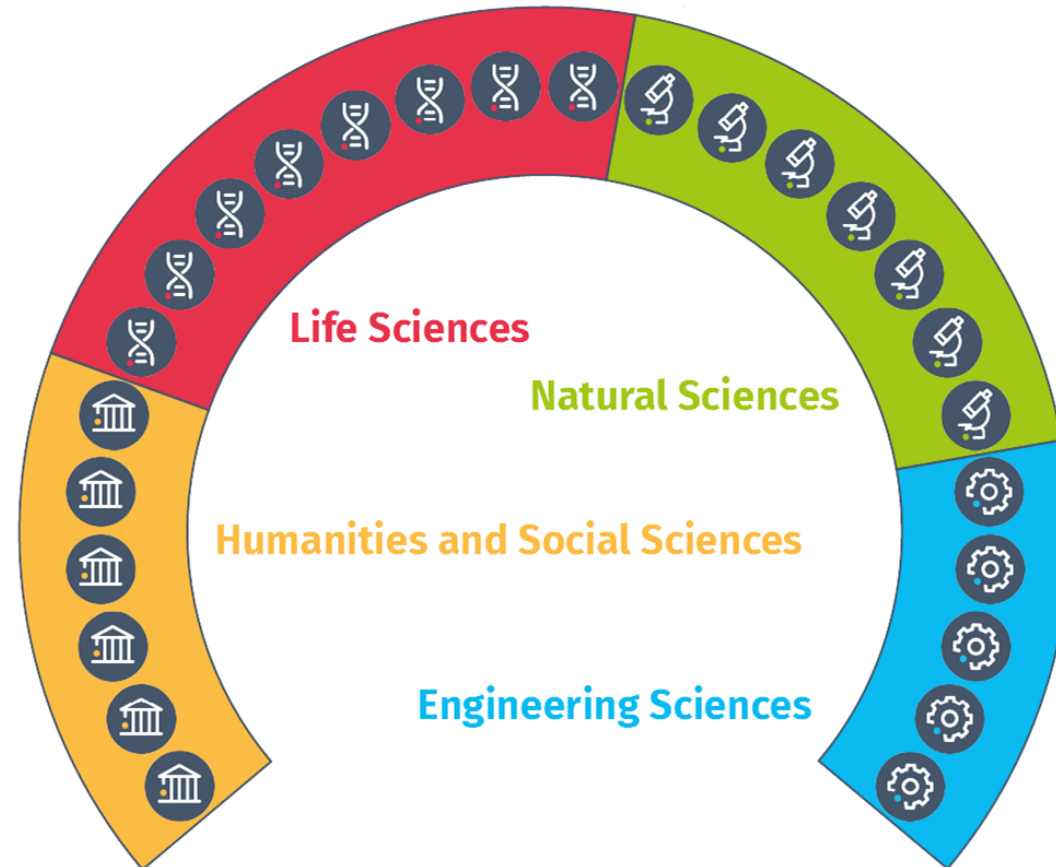 Life Sciences
Natural Sciences
Humanities and Social Sciences
Engineering Sciences